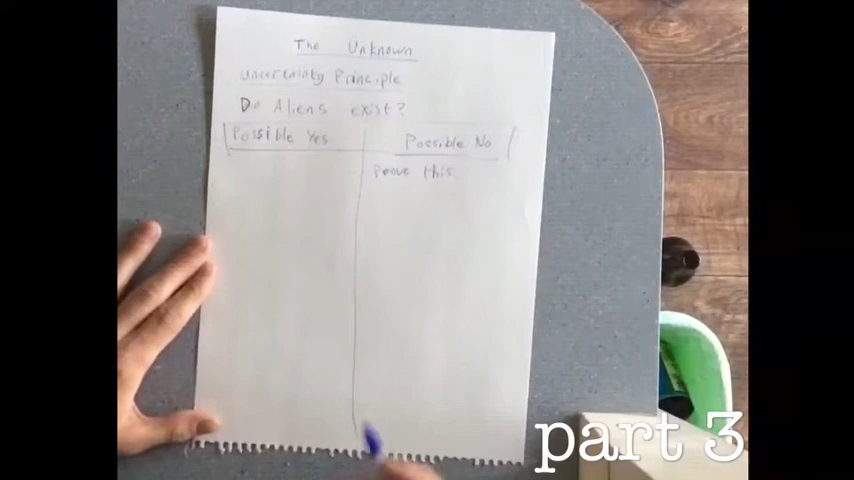 The Unknown
uncertainty Principle
Do Aliens exist?
Possible Yes
Possible No
Prove this
part 3